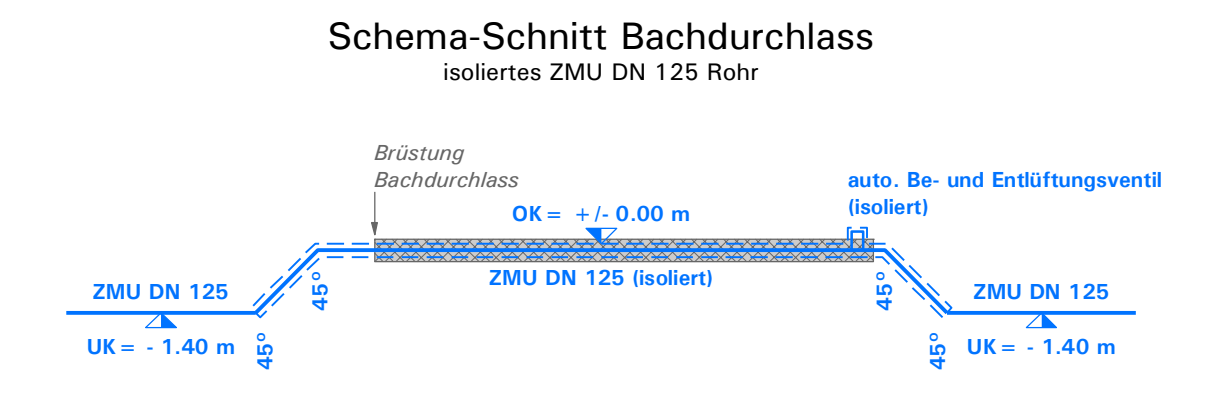 Schema-Schnitt Bachdurchlass
isoliertes ZMU DN 125 Rohr
Brüstung
Bachdurchlass
auto. Be- und Entlüftungsventil
(isoliert)
OK = +/- 0.00 m
ZMU DN 125 (isoliert)
45°
45°
ZMU DN 125
ZMU DN 125
UK = - 1.40 m
45°
45°
UK = - 1.40 m